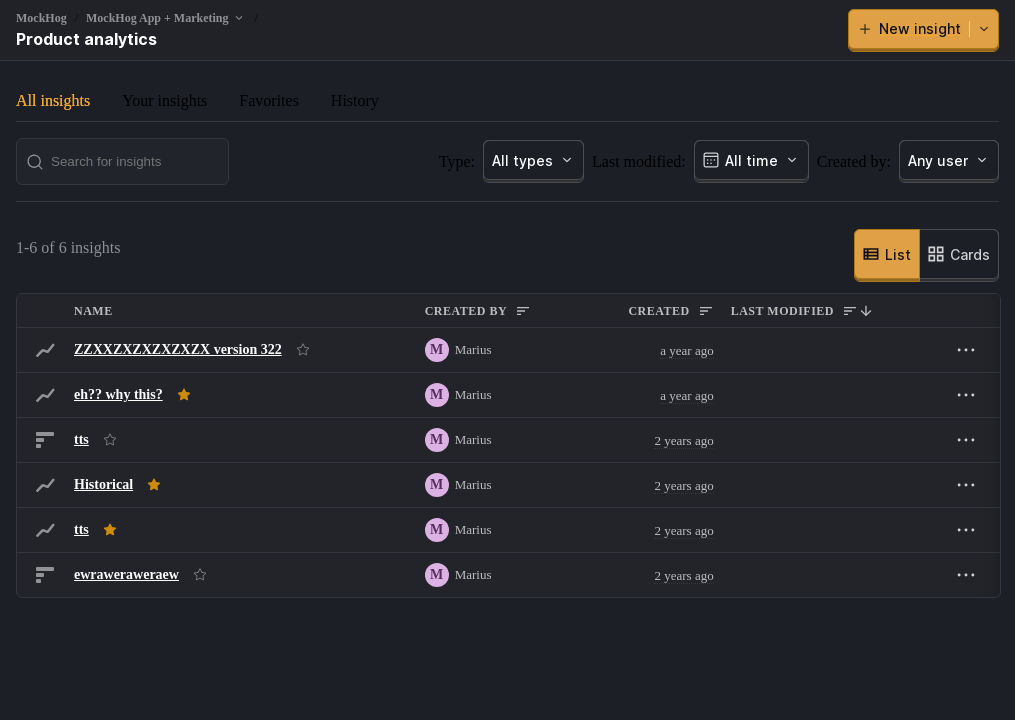 MockHog / MockHog App + Marketing /
Product analytics
New insight
All insights Your insights Favorites History
Search for insights
Type: All types Last modified: All time Created by: Any user
1-6 of 6 insights
List Cards
NAME CREATED BY CREATED LAST MODIFIED
ZZXXZXZXZXZXZX version 322 M Marius a year ago
eh?? why this? M Marius a year ago
tts M Marius 2 years ago
Historical M Marius 2 years ago
tts M Marius 2 years ago
ewraweraweraew M Marius 2 years ago